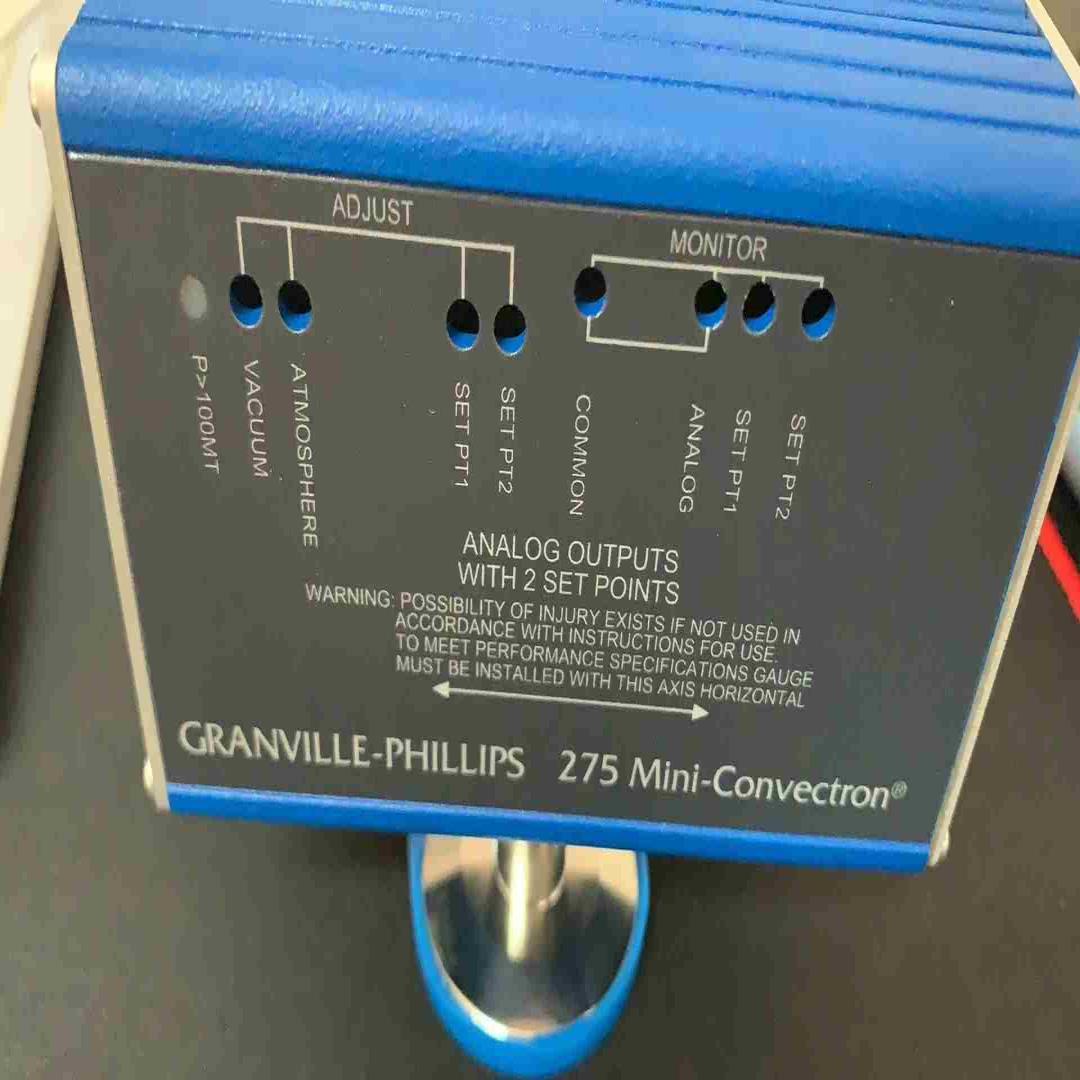 ADJUST
MONITOR
P>100MT
VACUUM
ATMOSPHERE
SET PT1
SET PT2
COMMON
ANALOG
SET PT1
SET PT2
ANALOG OUTPUTS
WITH 2 SET POINTS
WARNING: POSSIBILITY OF INJURY EXISTS IF NOT USED IN
ACCORDANCE WITH INSTRUCTIONS FOR USE.
TO MEET PERFORMANCE SPECIFICATIONS GAUGE
MUST BE INSTALLED WITH THIS AXIS HORIZONTAL
GRANVILLE-PHILLIPS 275 Mini-Convectron®